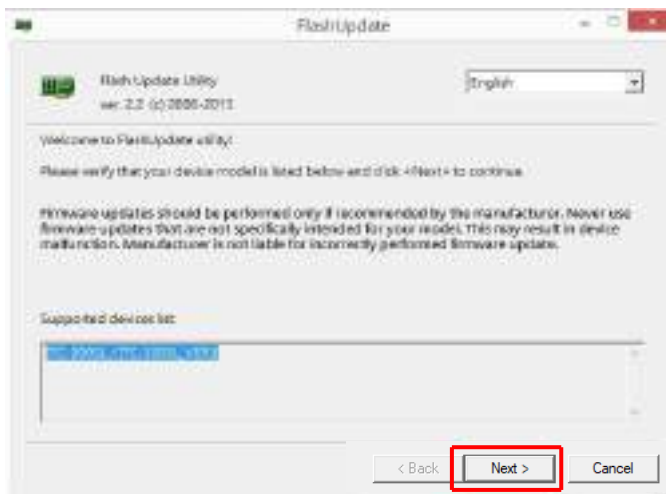 FlashUpdate
Flash Update Utility
English
ver. 2.2 (c) 2006-2013
Welcome to FlashUpdate utility!
Please verify that your device model is listed below and click <Next> to continue
Firmware updates should be performed only if recommended by the manufacturer. Never use
firmware updates that are not specifically intended for your model. This may result in device
malfunction. Manufacturer is not liable for incorrectly performed firmware update.
Supported devices list
< Back
Next >
Cancel